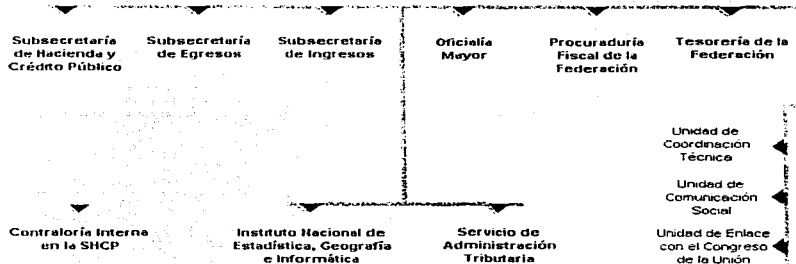 Subsecretaría
de Hacienda y
Crédito Público
Subsecretaría
de Egresos
Subsecretaría
de Ingresos
Oficialía
Mayor
Procuraduría
Fiscal de la
Federación
Tesorería de la
Federación
Unidad de
Coordinación
Técnica
Unidad de
Comunicación
Social
Unidad de Enlace
con el Congreso
de la Unión
Contraloría Interna
en la SHCP
Instituto Nacional de
Estadística, Geografía
e Informática
Servicio de
Administración
Tributaria